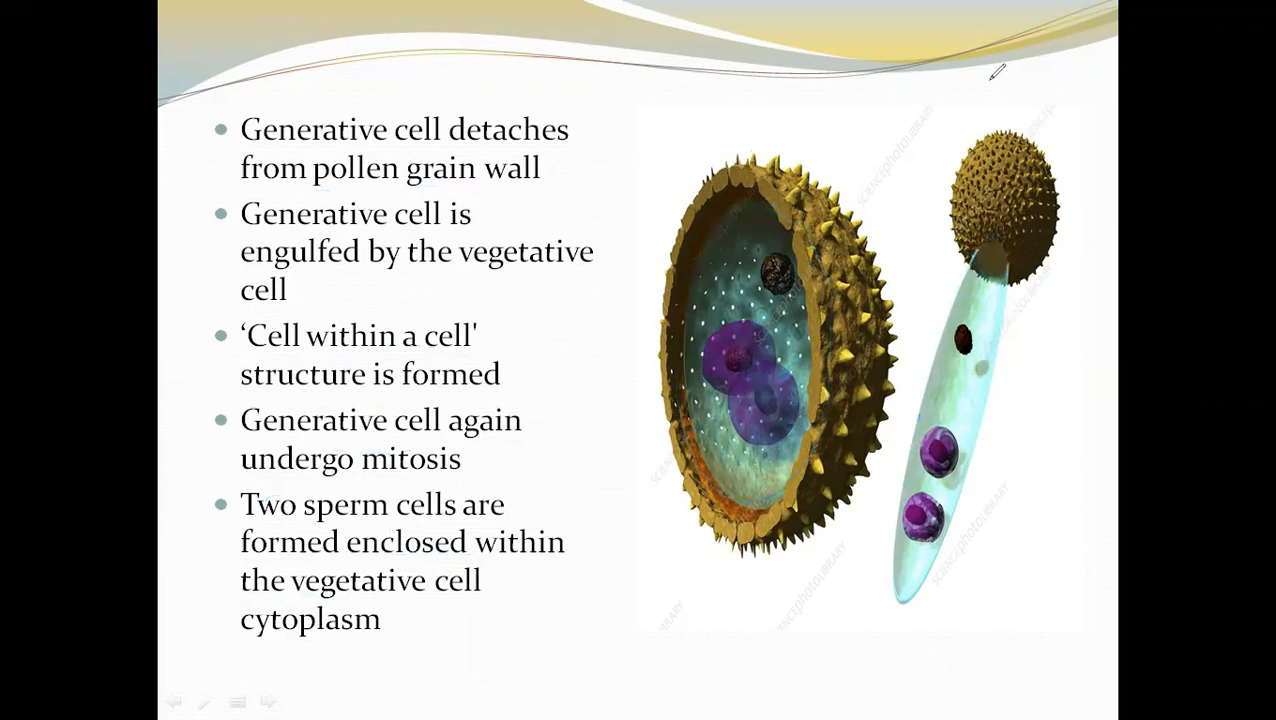 Generative cell detaches
from pollen grain wall
Generative cell is
engulfed by the vegetative
cell
‘Cell within a cell'
structure is formed
Generative cell again
undergo mitosis
Two sperm cells are
formed enclosed within
the vegetative cell
cytoplasm
SCIENCEphotoLIBRARY